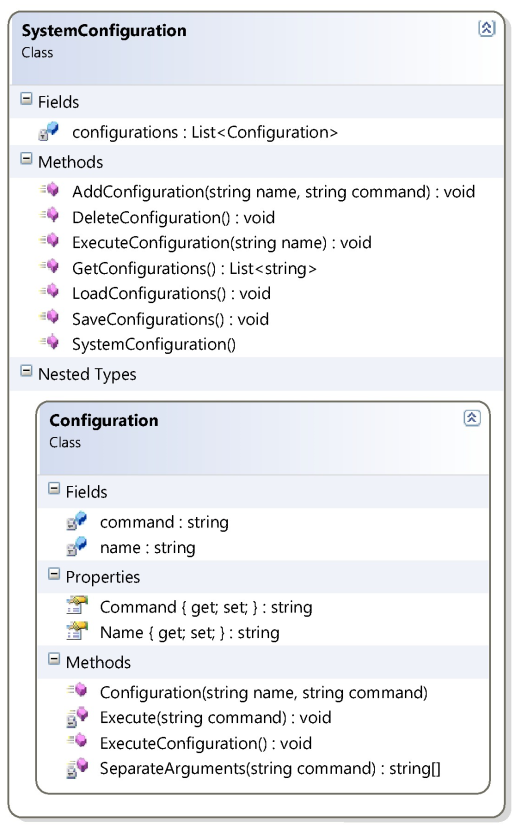 SystemConfiguration
Class
Fields
configurations : List<Configuration>
Methods
AddConfiguration(string name, string command) : void
DeleteConfiguration() : void
ExecuteConfiguration(string name) : void
GetConfigurations() : List<string>
LoadConfigurations() : void
SaveConfigurations() : void
SystemConfiguration()
Nested Types
Configuration
Class
Fields
command : string
name : string
Properties
Command { get; set; } : string
Name { get; set; } : string
Methods
Configuration(string name, string command)
Execute(string command) : void
ExecuteConfiguration() : void
SeparateArguments(string command) : string[]